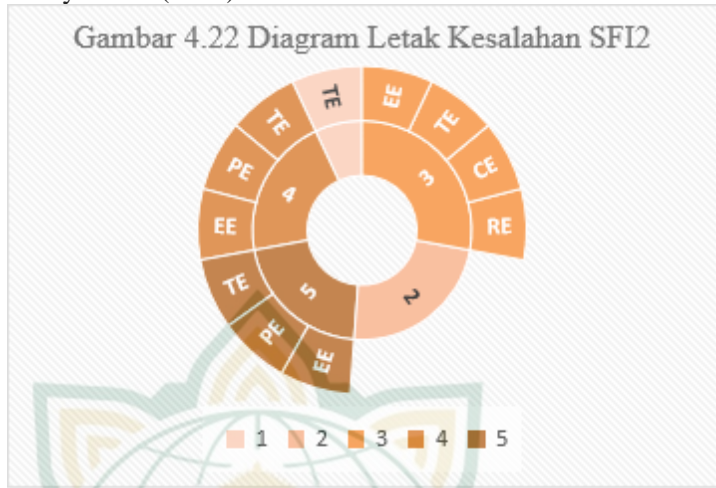 Gambar 4.22 Diagram Letak Kesalahan SFI2
TE
EE
TE
CE
RE
3
2
5
4
EE
PE
TE
EE
PE
TE
1 2 3 4 5